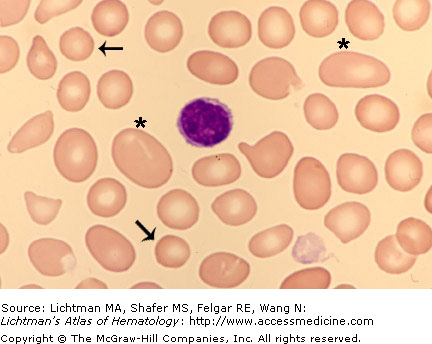 *
*
Source: Lichtman MA, Shafer MS, Felgar RE, Wang N:
Lichtman's Atlas of Hematology: http://www.accessmedicine.com
Copyright © The McGraw-Hill Companies, Inc. All rights reserved.